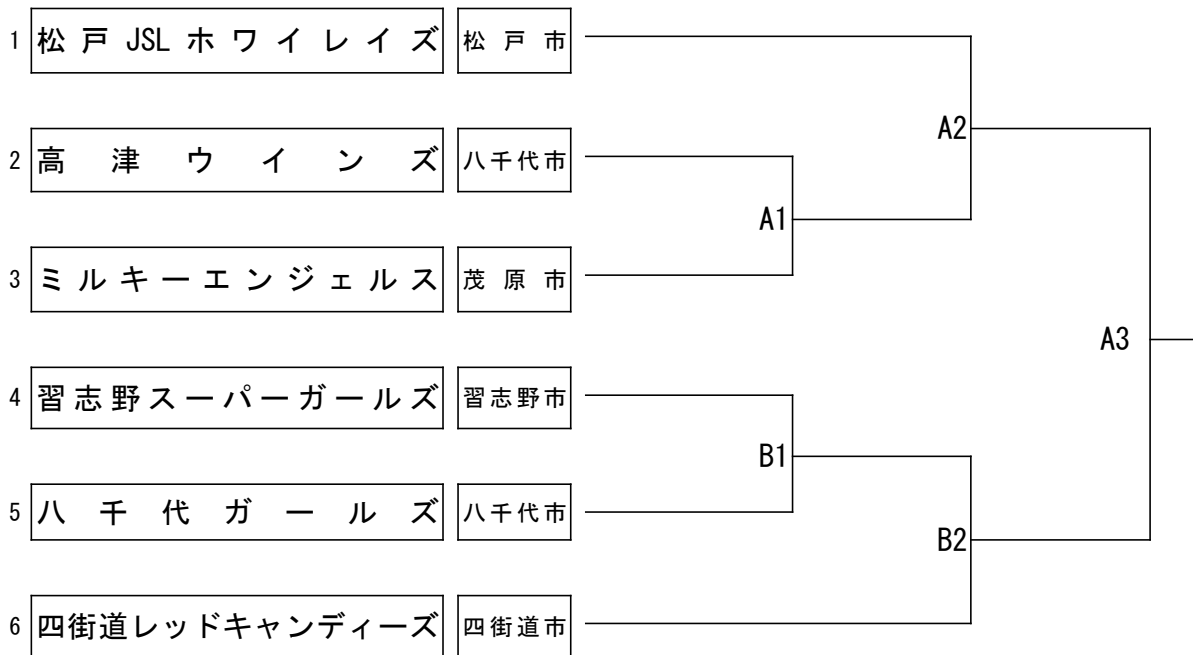 1 松戸JSLホワイレイズ 松戸市
A2
2 高津ウインズ 八千代市
A1
3 ミルキーエンジェルス 茂原市
A3
4 習志野スーパーガールズ 習志野市
B1
5 八千代ガールズ 八千代市
B2
6 四街道レッドキャンディーズ 四街道市